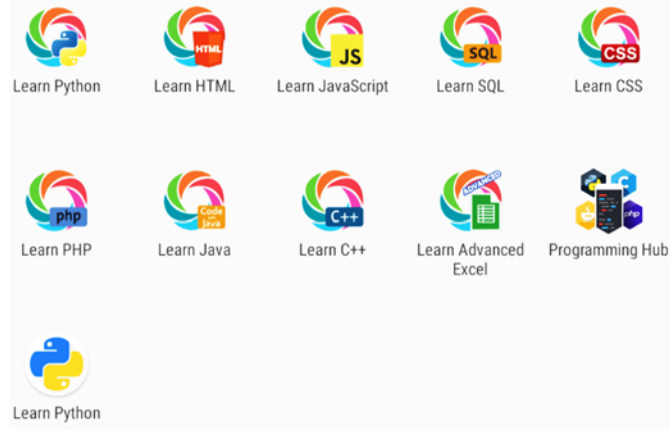 HTML
JS
SQL
CSS
Learn Python
Learn HTML
Learn JavaScript
Learn SQL
Learn CSS
php
Code
with
Java
C++
ADVANCED
C
php
Learn PHP
Learn Java
Learn C++
Learn Advanced
Excel
Programming Hub
Learn Python